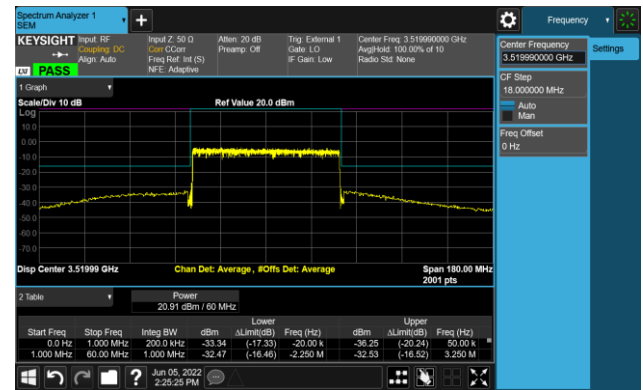 Spectrum Analyzer 1
SEM
+
Frequency
KEYSIGHT
Input: RF
Coupling: DC
Align: Auto
Input Z: 50 Ω
Corr CCorr
Freq Ref: Int (S)
NFE: Adaptive
Atten: 20 dB
Preamp: Off
Trig: External 1
Gate: LO
IF Gain: Low
Center Freq: 3.519990000 GHz
Avg|Hold: 100.00% of 10
Radio Std: None
LXI PASS
Center Frequency
3.519990000 GHz
Settings
CF Step
18.000000 MHz
Auto
Man
Freq Offset
0 Hz
1 Graph
Scale/Div 10 dB
Ref Value 20.0 dBm
Log
10.0
0.00
-10.0
-20.0
-30.0
-40.0
-50.0
-60.0
-70.0
Disp Center 3.51999 GHz
Chan Det: Average, #Offs Det: Average
Span 180.00 MHz
2001 pts
2 Table
Power
20.91 dBm / 60 MHz
Lower Upper
Start Freq Stop Freq Integ BW dBm ΔLimit(dB) Freq (Hz) dBm ΔLimit(dB) Freq (Hz)
0.0 Hz 1.000 MHz 200.0 kHz -33.34 (-17.33) -20.00 k -36.25 (-20.24) 50.00 k
1.000 MHz 60.00 MHz 1.000 MHz -32.47 (-16.46) -2.250 M -32.53 (-16.52) 3.250 M
?
Jun 05, 2022
2:25:25 PM